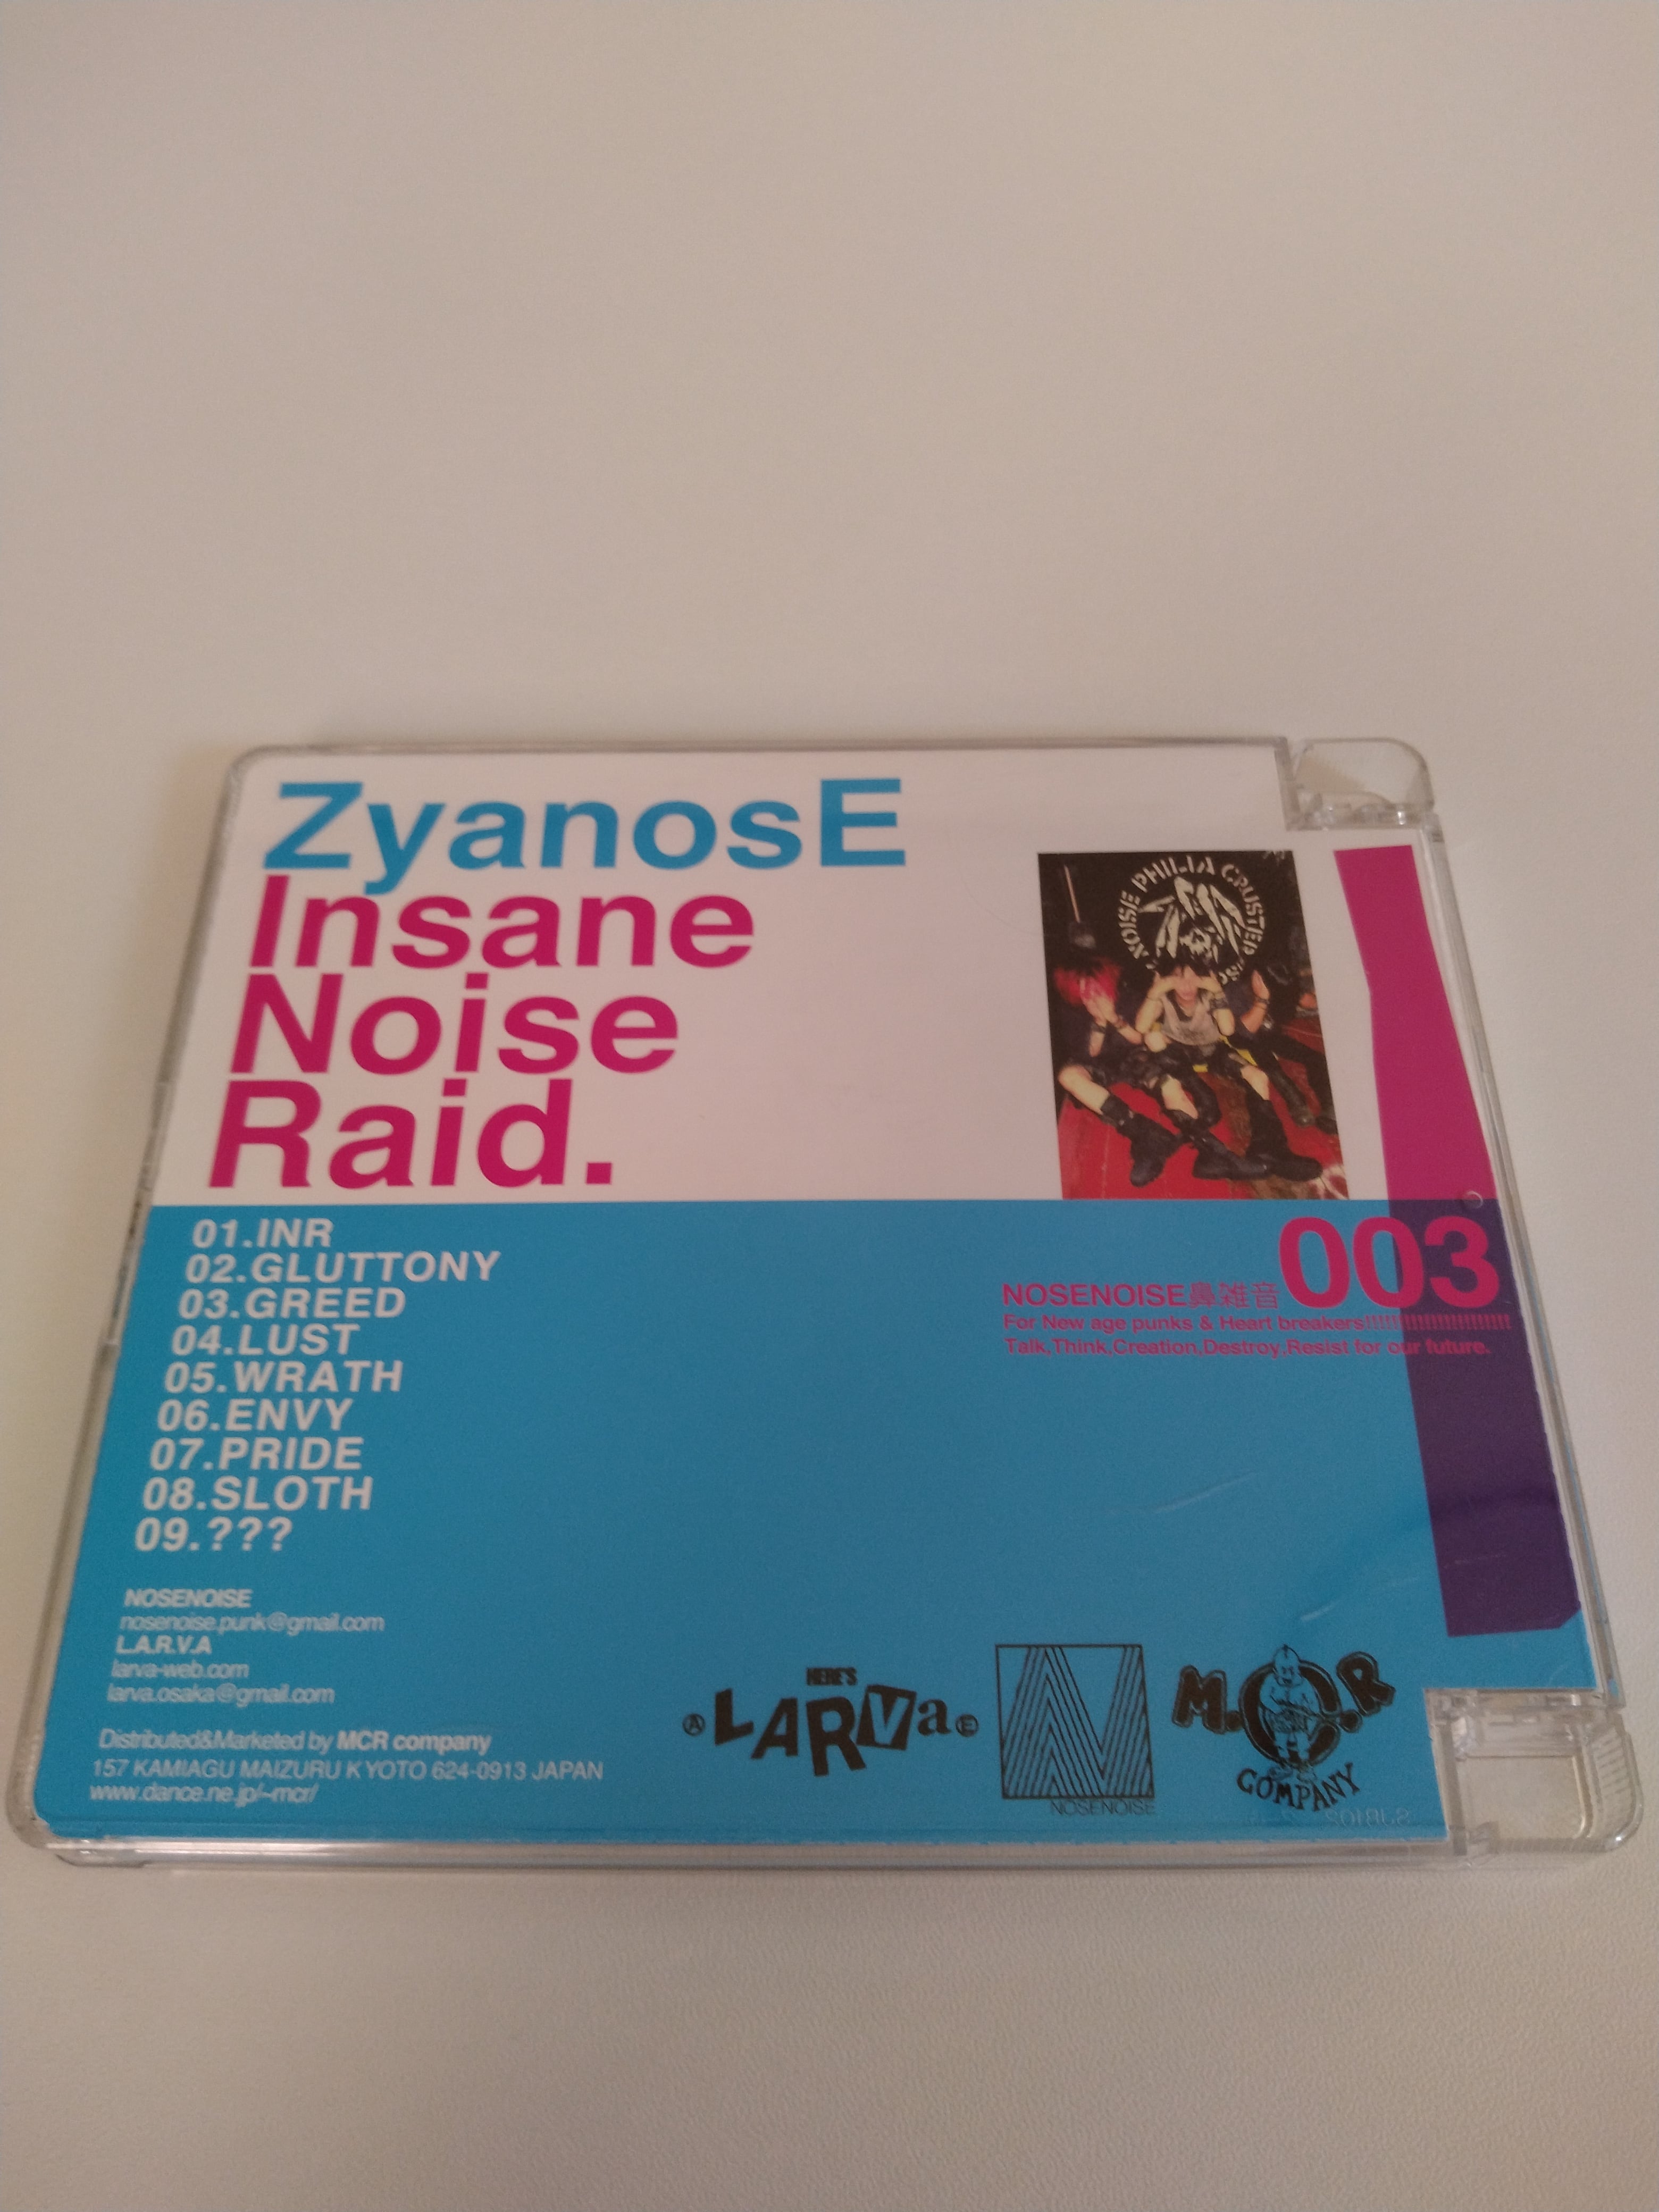 ZyanosE
Insane
Noise
Raid.
NOISE PHILIA CRUSTIES
01.INR
02.GLUTTONY
03.GREED
04.LUST
05.WRATH
06.ENVY
07.PRIDE
08.SLOTH
09.???
NOSENOISE鼻雑音003
For New age punks & Heart breakers!!!!!!!!!!!!!!!!!!!!!!!!!
Talk,Think,Creation,Destroy,Resist for our future.
NOSENOISE
nosenoise.punk@gmail.com
L.A.R.V.A
larva-web.com
larva.osaka@gmail.com
Distributed&Marketed by MCR company
157 KAMIAGU MAIZURU KYOTO 624-0913 JAPAN
www.dance.ne.jp/~mcr/
HERE'S
A LARVa E
NOSENOISE
M.C.R
COMPANY